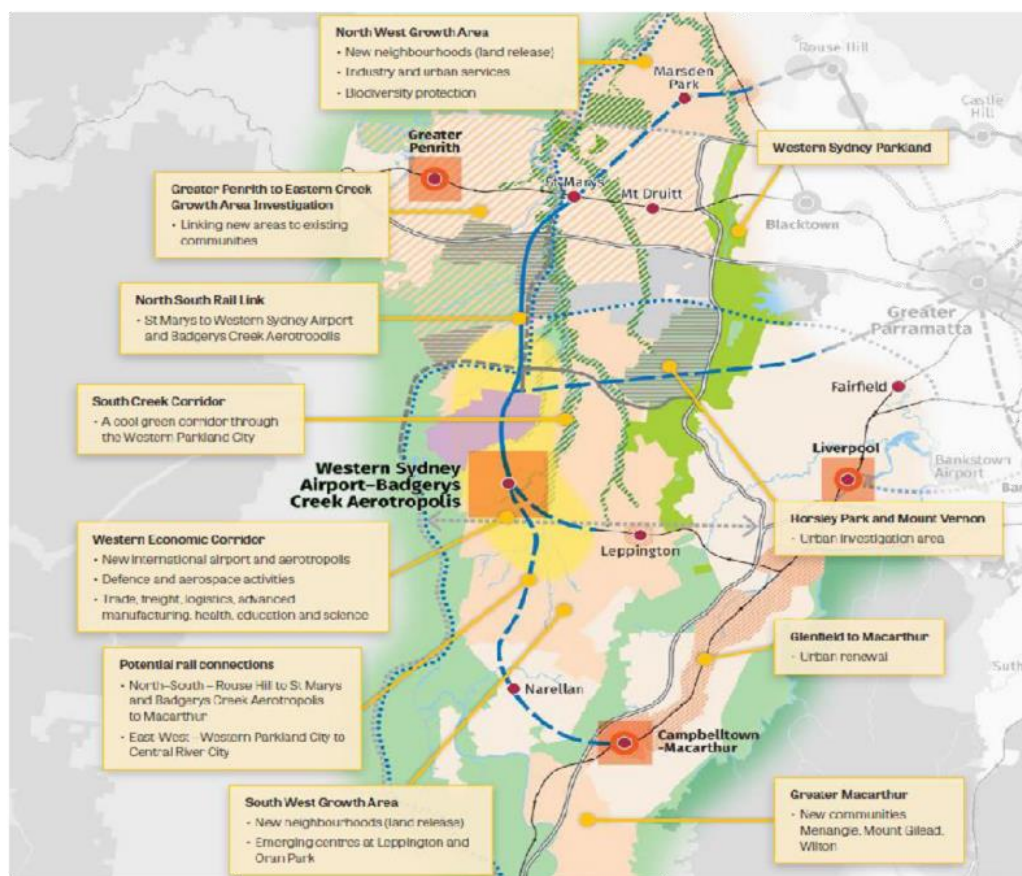 North West Growth Area
• New neighbourhoods (land release)
• Industry and urban services
• Biodiversity protection
Rouse Hill
Marsden
Park
Castle
Hill
Greater
Penrith
Western Sydney Parkland
Greater Penrith to Eastern Creek
Growth Area Investigation
• Linking new areas to existing
communities
St Marys
Mt Druitt
Blacktown
North South Rail Link
• St Marys to Western Sydney Airport
and Badgerys Creek Aerotropolis
Greater
Parramatta
Fairfield
South Creek Corridor
• A cool green corridor through
the Western Parkland City
Liverpool
Bankstown
Airport
Western Sydney
Airport–Badgerys
Creek Aerotropolis
Horsley Park and Mount Vernon
• Urban investigation area
Leppington
Western Economic Corridor
• New international airport and aerotropolis
• Defence and aerospace activities
• Trade, freight, logistics, advanced
manufacturing, health, education and science
Glenfield to Macarthur
• Urban renewal
Potential rail connections
• North–South – Rouse Hill to St Marys
and Badgerys Creek Aerotropolis
to Macarthur
• East-West – Western Parkland City to
Central River City
Narellan
Campbelltown
-Macarthur
South West Growth Area
• New neighbourhoods (land release)
• Emerging centres at Leppington and
Oran Park
Greater Macarthur
• New communities
Menangle, Mount Gilead,
Wilton